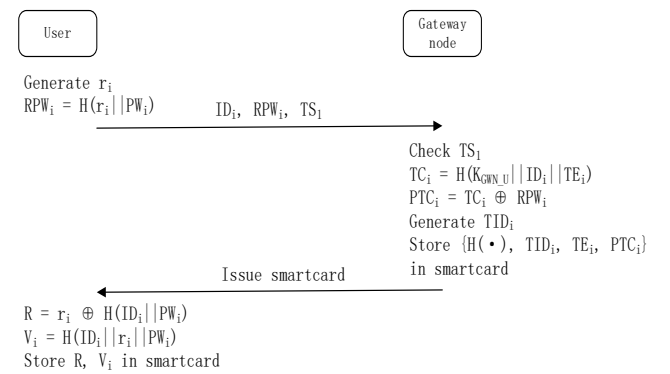 User
Gateway
node
Generate rᵢ
RPWᵢ = H(rᵢ||PWᵢ)
IDᵢ, RPWᵢ, TS₁
Check TS₁
TCᵢ = H(K_GWN_U||IDᵢ||TEᵢ)
PTCᵢ = TCᵢ ⊕ RPWᵢ
Generate TIDᵢ
Store {H(•), TIDᵢ, TEᵢ, PTCᵢ}
in smartcard
Issue smartcard
R = rᵢ ⊕ H(IDᵢ||PWᵢ)
Vᵢ = H(IDᵢ||rᵢ||PWᵢ)
Store R, Vᵢ in smartcard